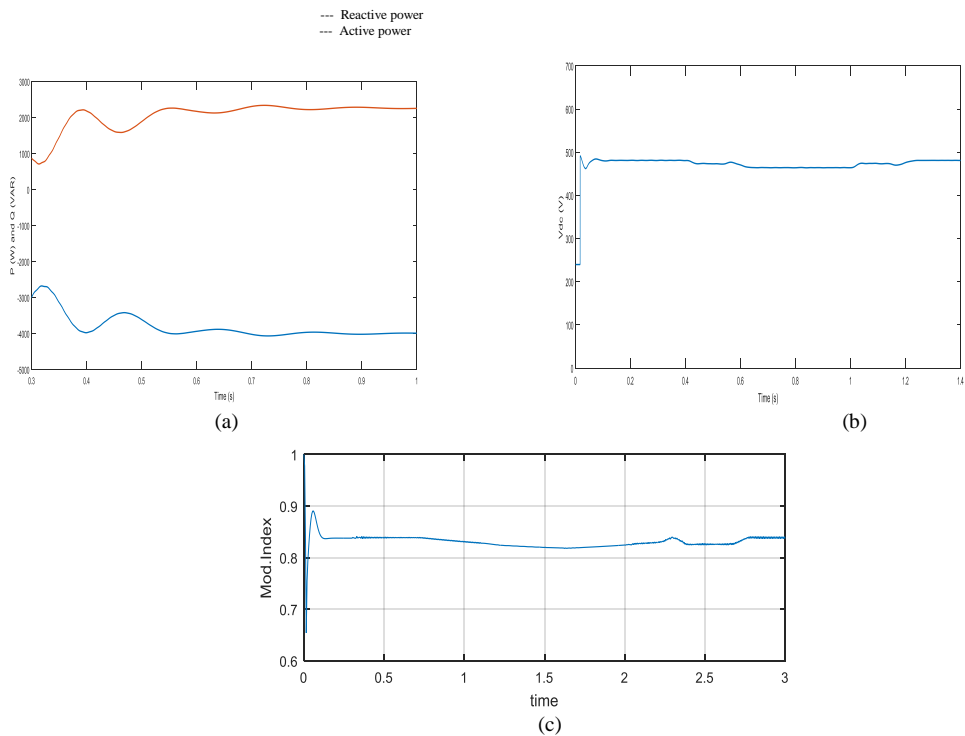 --- Reactive power
--- Active power
3000
2000
1000
0
-1000
-2000
-3000
-4000
-5000
P (W) and Q (VAR)
0.3 0.4 0.5 0.6 0.7 0.8 0.9 1
Time (s)
(a)
700
600
500
400
300
200
100
0
Vdc (V)
0 0.2 0.4 0.6 0.8 1 1.2 1.4
Time (s)
(b)
1
0.9
0.8
0.7
0.6
Mod.Index
0 0.5 1 1.5 2 2.5 3
time
(c)